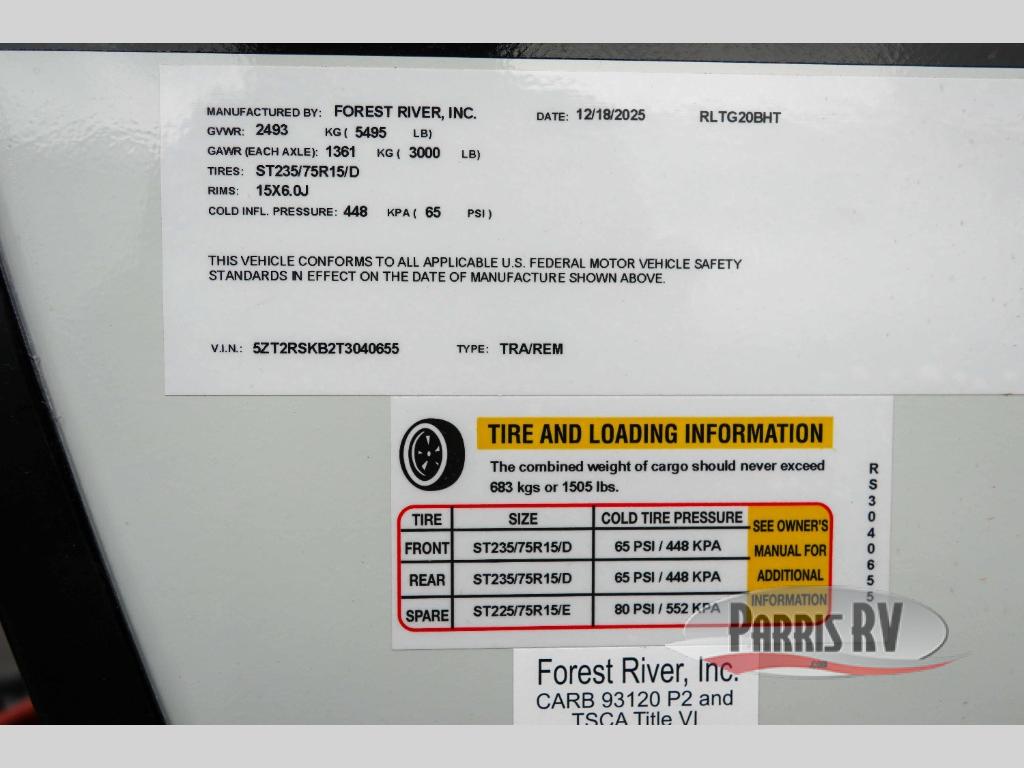 MANUFACTURED BY: FOREST RIVER, INC. DATE: 12/18/2025 RLTG20BHT
GVWR: 2493 KG ( 5495 LB)
GAWR (EACH AXLE): 1361 KG ( 3000 LB)
TIRES: ST235/75R15/D
RIMS: 15X6.0J
COLD INFL. PRESSURE: 448 KPA ( 65 PSI )
THIS VEHICLE CONFORMS TO ALL APPLICABLE U.S. FEDERAL MOTOR VEHICLE SAFETY
STANDARDS IN EFFECT ON THE DATE OF MANUFACTURE SHOWN ABOVE.
V.I.N.: 5ZT2RSKB2T3040655 TYPE: TRA/REM
TIRE AND LOADING INFORMATION
The combined weight of cargo should never exceed
683 kgs or 1505 lbs.
TIRE SIZE COLD TIRE PRESSURE
FRONT ST235/75R15/D 65 PSI / 448 KPA
REAR ST235/75R15/D 65 PSI / 448 KPA
SPARE ST225/75R15/E 80 PSI / 552 KPA
SEE OWNER'S
MANUAL FOR
ADDITIONAL
INFORMATION
RS3040655
PARRIS RV
.com
Forest River, Inc.
CARB 93120 P2 and
TSCA Title VI